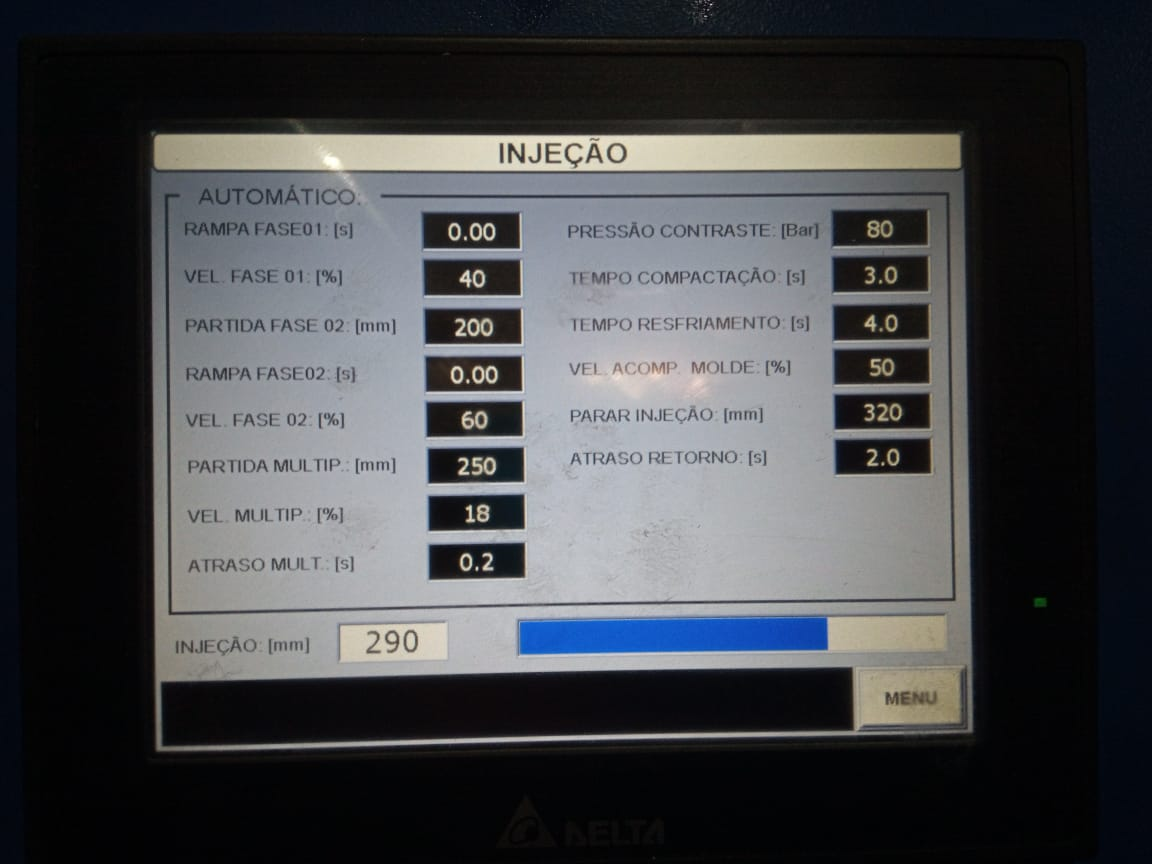 INJEÇÃO
AUTOMÁTICO:
RAMPA FASE01: [s] 0.00
VEL. FASE 01: [%] 40
PARTIDA FASE 02: [mm] 200
RAMPA FASE02: [s] 0.00
VEL. FASE 02: [%] 60
PARTIDA MULTIP.: [mm] 250
VEL. MULTIP.: [%] 18
ATRASO MULT.: [s] 0.2
PRESSÃO CONTRASTE: [Bar] 80
TEMPO COMPACTAÇÃO: [s] 3.0
TEMPO RESFRIAMENTO: [s] 4.0
VEL. ACOMP. MOLDE: [%] 50
PARAR INJEÇÃO: [mm] 320
ATRASO RETORNO: [s] 2.0
INJEÇÃO: [mm] 290
MENU
DELTA